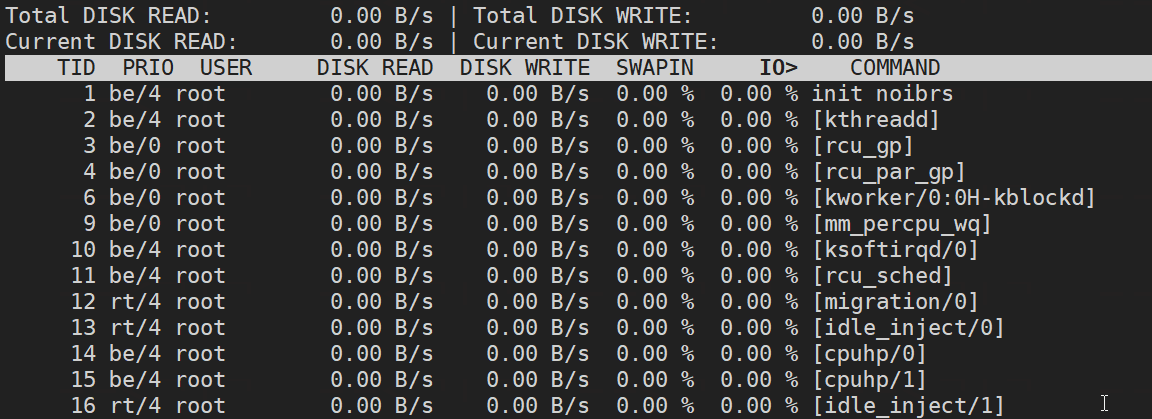 Total DISK READ:         0.00 B/s | Total DISK WRITE:         0.00 B/s
Current DISK READ:       0.00 B/s | Current DISK WRITE:       0.00 B/s
    TID  PRIO  USER     DISK READ  DISK WRITE  SWAPIN     IO>    COMMAND
      1 be/4 root        0.00 B/s    0.00 B/s  0.00 %  0.00 % init noibrs
      2 be/4 root        0.00 B/s    0.00 B/s  0.00 %  0.00 % [kthreadd]
      3 be/0 root        0.00 B/s    0.00 B/s  0.00 %  0.00 % [rcu_gp]
      4 be/0 root        0.00 B/s    0.00 B/s  0.00 %  0.00 % [rcu_par_gp]
      6 be/0 root        0.00 B/s    0.00 B/s  0.00 %  0.00 % [kworker/0:0H-kblockd]
      9 be/0 root        0.00 B/s    0.00 B/s  0.00 %  0.00 % [mm_percpu_wq]
     10 be/4 root        0.00 B/s    0.00 B/s  0.00 %  0.00 % [ksoftirqd/0]
     11 be/4 root        0.00 B/s    0.00 B/s  0.00 %  0.00 % [rcu_sched]
     12 rt/4 root        0.00 B/s    0.00 B/s  0.00 %  0.00 % [migration/0]
     13 rt/4 root        0.00 B/s    0.00 B/s  0.00 %  0.00 % [idle_inject/0]
     14 be/4 root        0.00 B/s    0.00 B/s  0.00 %  0.00 % [cpuhp/0]
     15 be/4 root        0.00 B/s    0.00 B/s  0.00 %  0.00 % [cpuhp/1]
     16 rt/4 root        0.00 B/s    0.00 B/s  0.00 %  0.00 % [idle_inject/1]